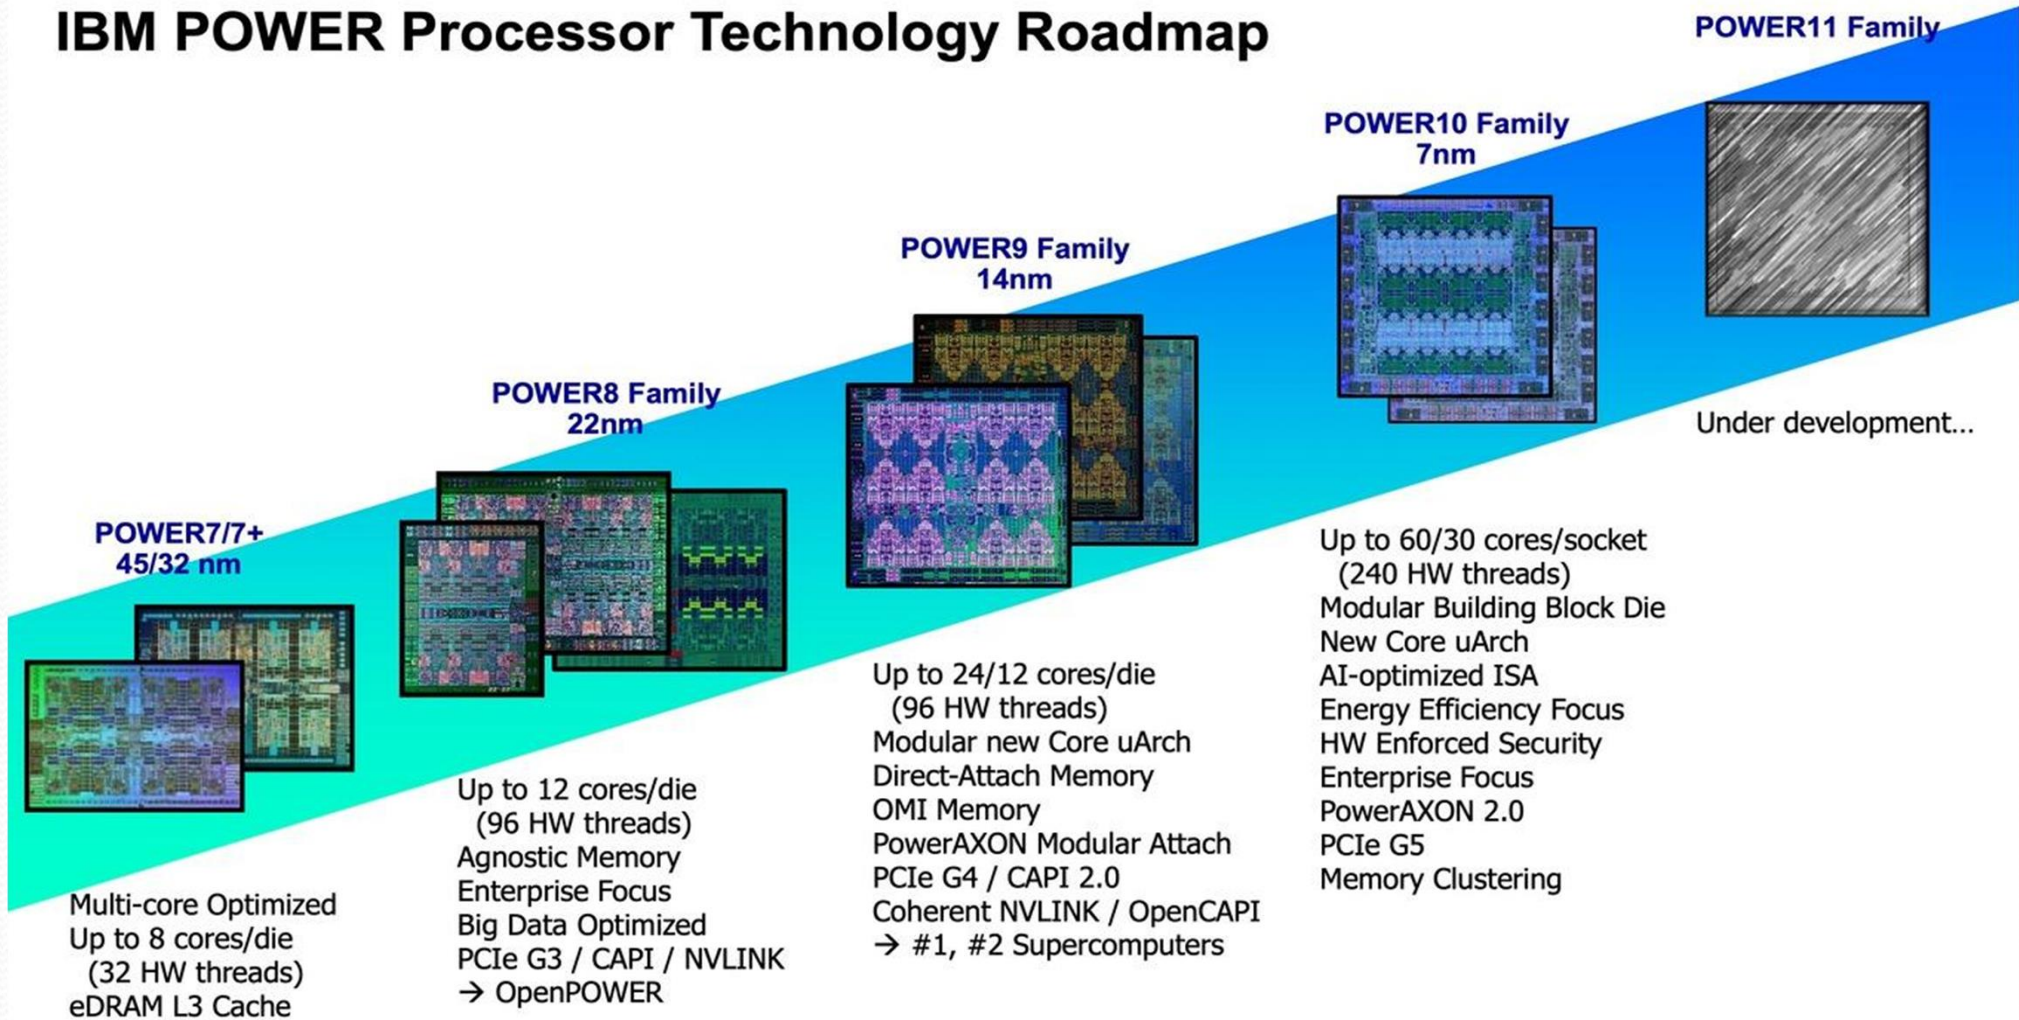 IBM POWER Processor Technology Roadmap
POWER7/7+
45/32 nm
Multi-core Optimized
Up to 8 cores/die
(32 HW threads)
eDRAM L3 Cache
POWER8 Family
22nm
Up to 12 cores/die
(96 HW threads)
Agnostic Memory
Enterprise Focus
Big Data Optimized
PCIe G3 / CAPI / NVLINK
→ OpenPOWER
POWER9 Family
14nm
Up to 24/12 cores/die
(96 HW threads)
Modular new Core uArch
Direct-Attach Memory
OMI Memory
PowerAXON Modular Attach
PCIe G4 / CAPI 2.0
Coherent NVLINK / OpenCAPI
→ #1, #2 Supercomputers
POWER10 Family
7nm
Up to 60/30 cores/socket
(240 HW threads)
Modular Building Block Die
New Core uArch
AI-optimized ISA
Energy Efficiency Focus
HW Enforced Security
Enterprise Focus
PowerAXON 2.0
PCIe G5
Memory Clustering
POWER11 Family
Under development...